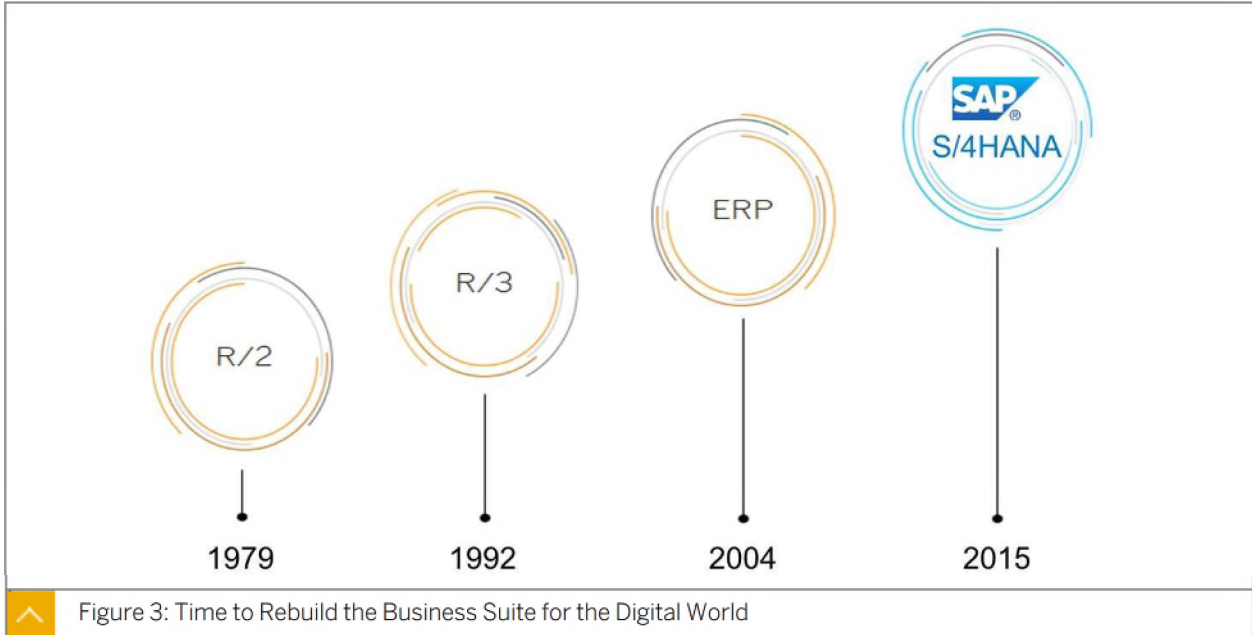 SAP®
S/4HANA
ERP
R/3
R/2
1979 1992 2004 2015
Figure 3: Time to Rebuild the Business Suite for the Digital World